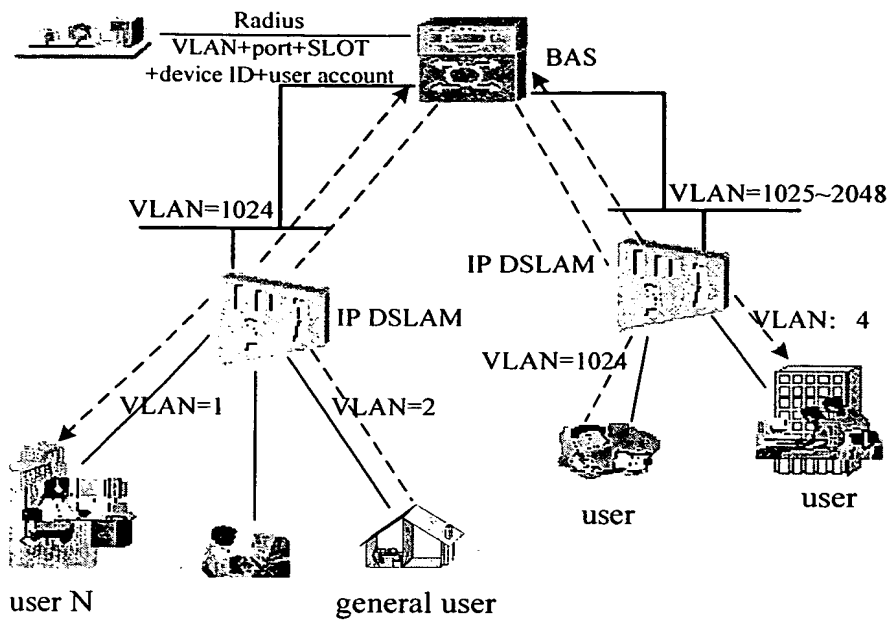 Radius
VLAN+port+SLOT
+device ID+user account
BAS
VLAN=1024
VLAN=1025~2048
IP DSLAM
IP DSLAM
VLAN: 4
VLAN=1024
VLAN=1
VLAN=2
user
user
user N
general user